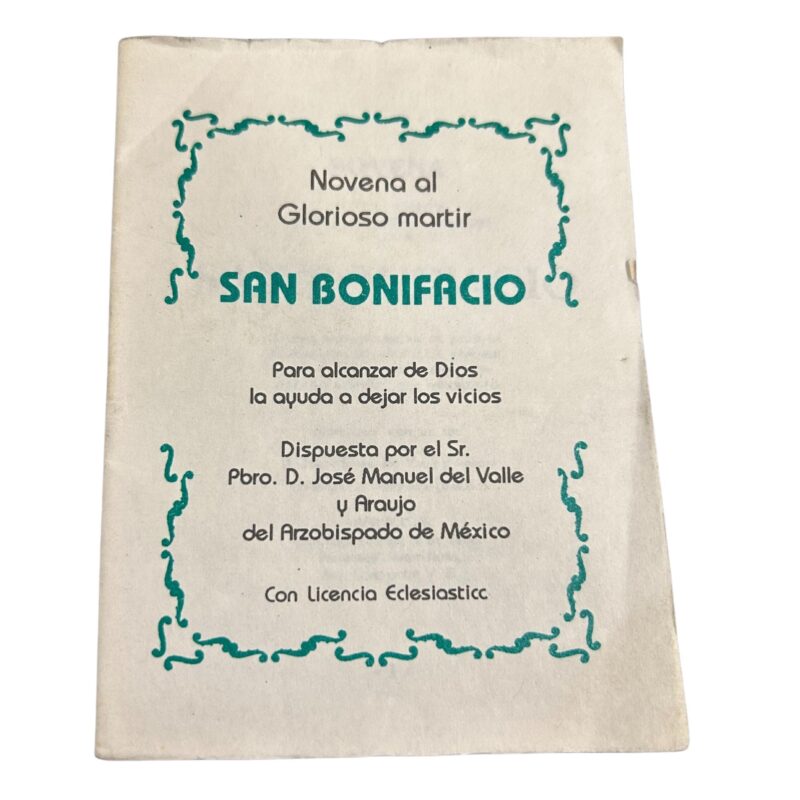 Novena al
Glorioso martir
SAN BONIFACIO
Para alcanzar de Dios
la ayuda a dejar los vicios
Dispuesta por el Sr.
Pbro. D. José Manuel del Valle
y Araujo
del Arzobispado de México
Con Licencia Eclesiasticc